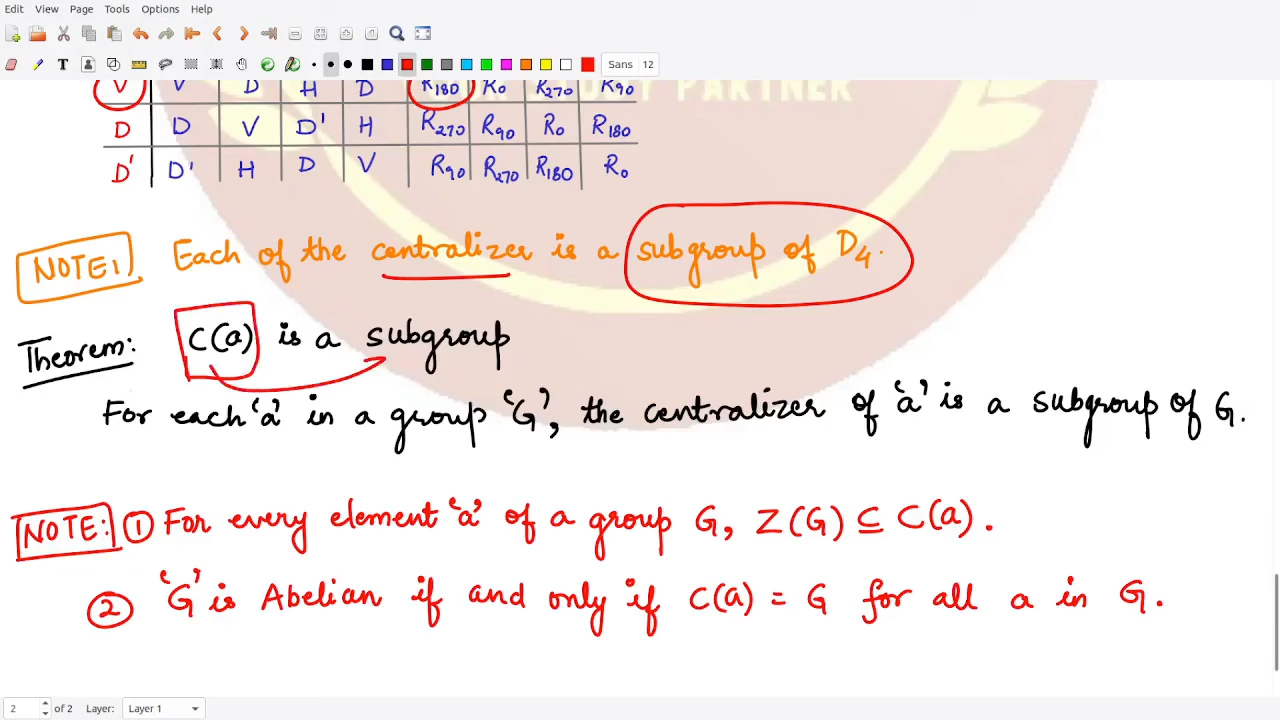 Edit View Page Tools Options Help
Sans 12
V V D H D R180 R0 R270 R90
D D V D' H R270 R90 R0 R180
D' D' H D V R90 R270 R180 R0
NOTE1. Each of the centralizer is a subgroup of D4.
Theorem: C(a) is a subgroup
For each 'a' in a group 'G', the centralizer of 'a' is a subgroup of G.
NOTE: ① For every element 'a' of a group G, Z(G) ⊆ C(a).
② 'G' is Abelian if and only if C(a) = G for all a in G.
2 of 2 Layer: Layer 1